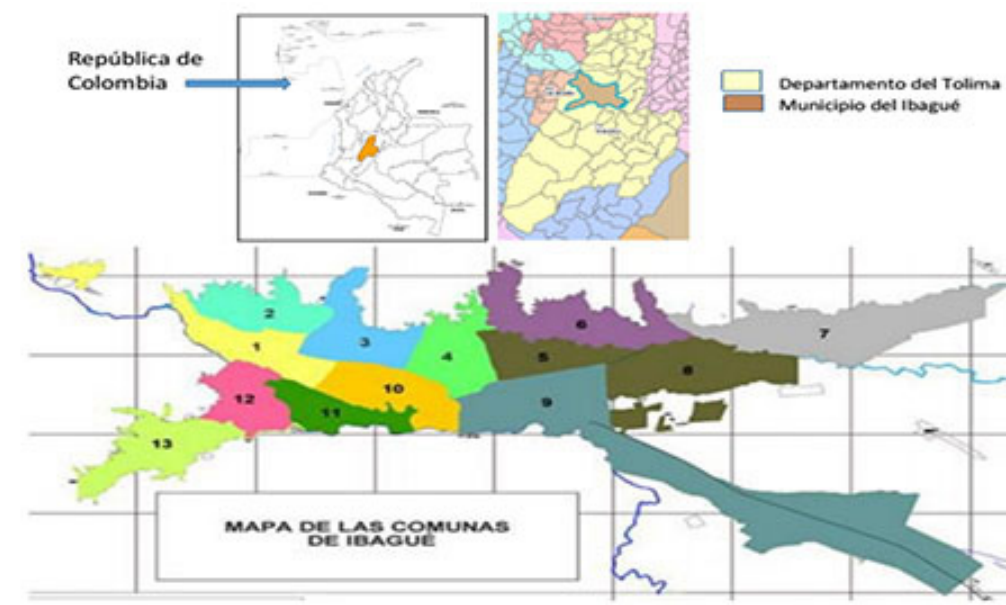 República de
Colombia
Departamento del Tolima
Municipio del Ibagué
2
6
7
1
3
4
5
8
12
10
9
11
13
MAPA DE LAS COMUNAS
DE IBAGUÉ